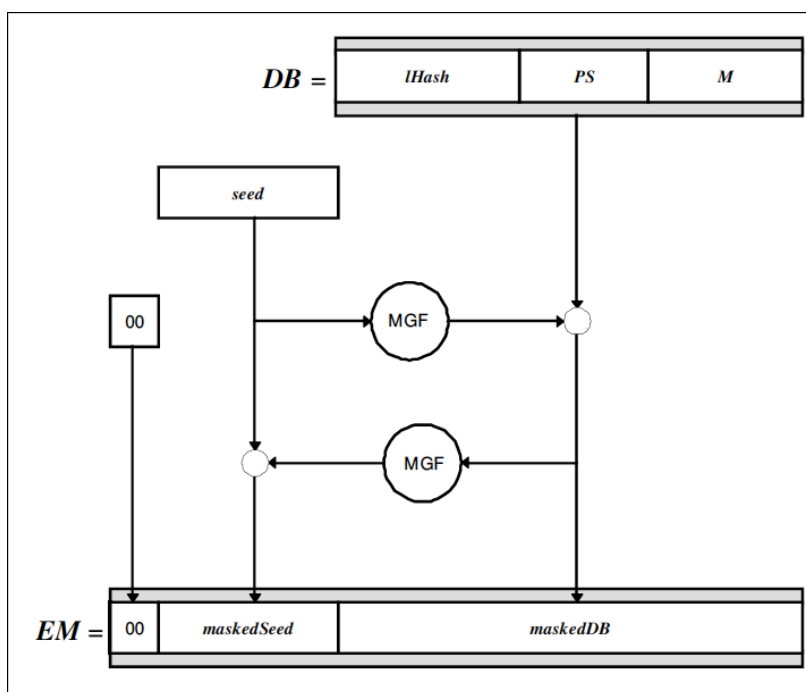 DB = lHash PS M
seed
00 MGF
MGF
EM = 00 maskedSeed maskedDB